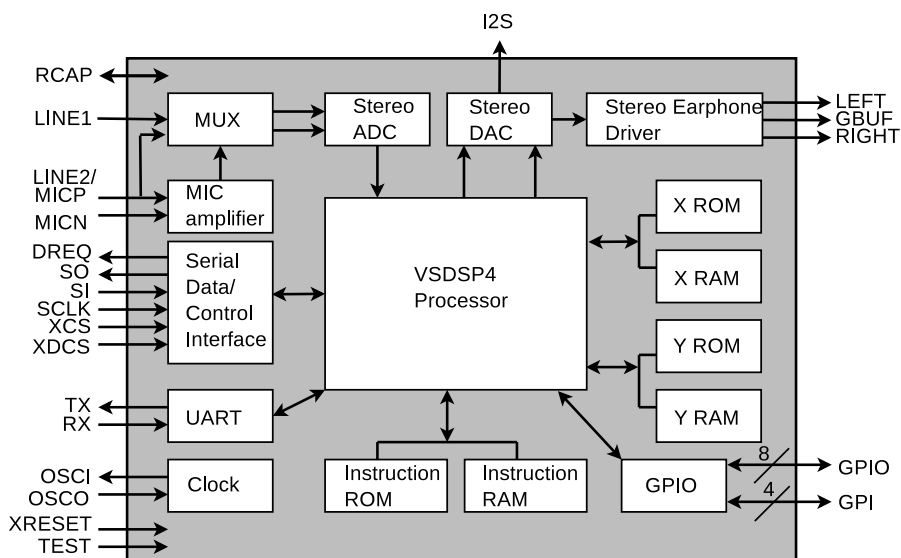 I2S
RCAP
LINE1
LINE2/
MICP
MICN
DREQ
SO
SI
SCLK
XCS
XDCS
TX
RX
OSCI
OSCO
XRESET
TEST
MUX
Stereo
ADC
Stereo
DAC
Stereo Earphone
Driver
LEFT
GBUF
RIGHT
MIC
amplifier
Serial
Data/
Control
Interface
VSDSP4
Processor
X ROM
X RAM
Y ROM
Y RAM
UART
Clock
Instruction
ROM
Instruction
RAM
GPIO
8
GPIO
4
GPI